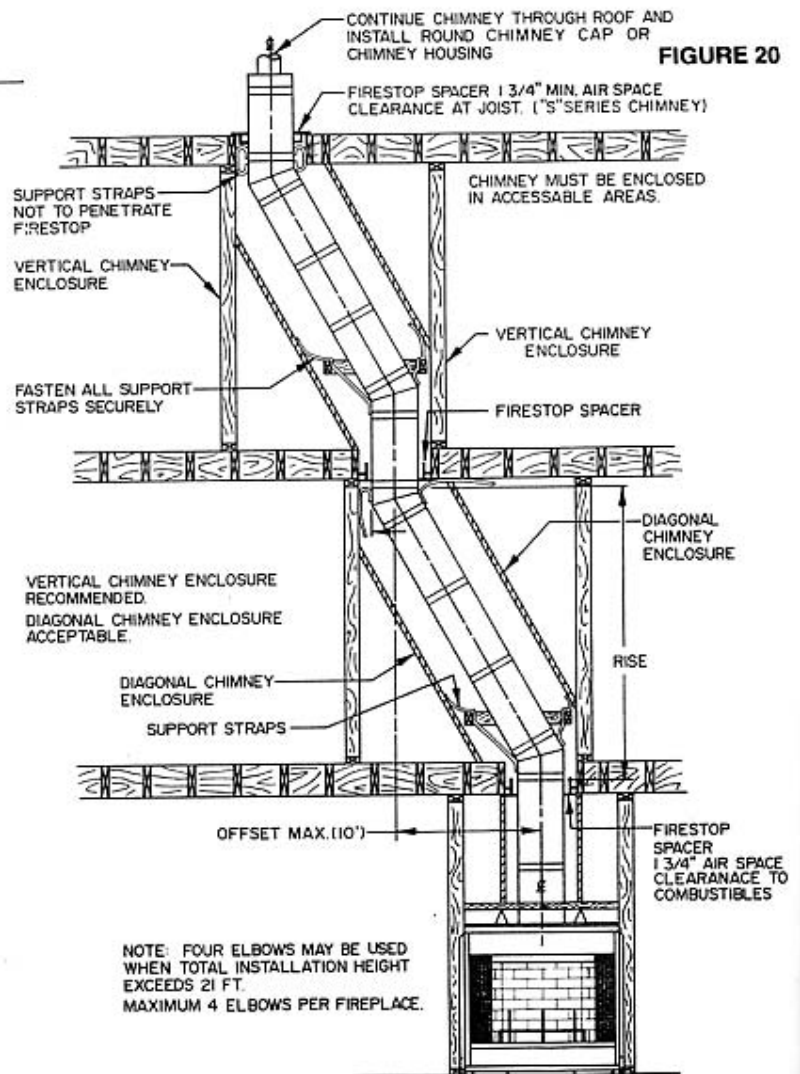 CONTINUE CHIMNEY THROUGH ROOF AND
INSTALL ROUND CHIMNEY CAP OR
CHIMNEY HOUSING
FIGURE 20
FIRESTOP SPACER 1 3/4" MIN. AIR SPACE
CLEARANCE AT JOIST. ("S" SERIES CHIMNEY)
SUPPORT STRAPS
NOT TO PENETRATE
FIRESTOP
CHIMNEY MUST BE ENCLOSED
IN ACCESSABLE AREAS.
VERTICAL CHIMNEY
ENCLOSURE
VERTICAL CHIMNEY
ENCLOSURE
FASTEN ALL SUPPORT
STRAPS SECURELY
FIRESTOP SPACER
DIAGONAL
CHIMNEY
ENCLOSURE
VERTICAL CHIMNEY ENCLOSURE
RECOMMENDED.
DIAGONAL CHIMNEY ENCLOSURE
ACCEPTABLE.
RISE
DIAGONAL CHIMNEY
ENCLOSURE
SUPPORT STRAPS
OFFSET MAX. (10')
FIRESTOP
SPACER
1 3/4" AIR SPACE
CLEARANACE TO
COMBUSTIBLES
NOTE: FOUR ELBOWS MAY BE USED
WHEN TOTAL INSTALLATION HEIGHT
EXCEEDS 21 FT.
MAXIMUM 4 ELBOWS PER FIREPLACE.